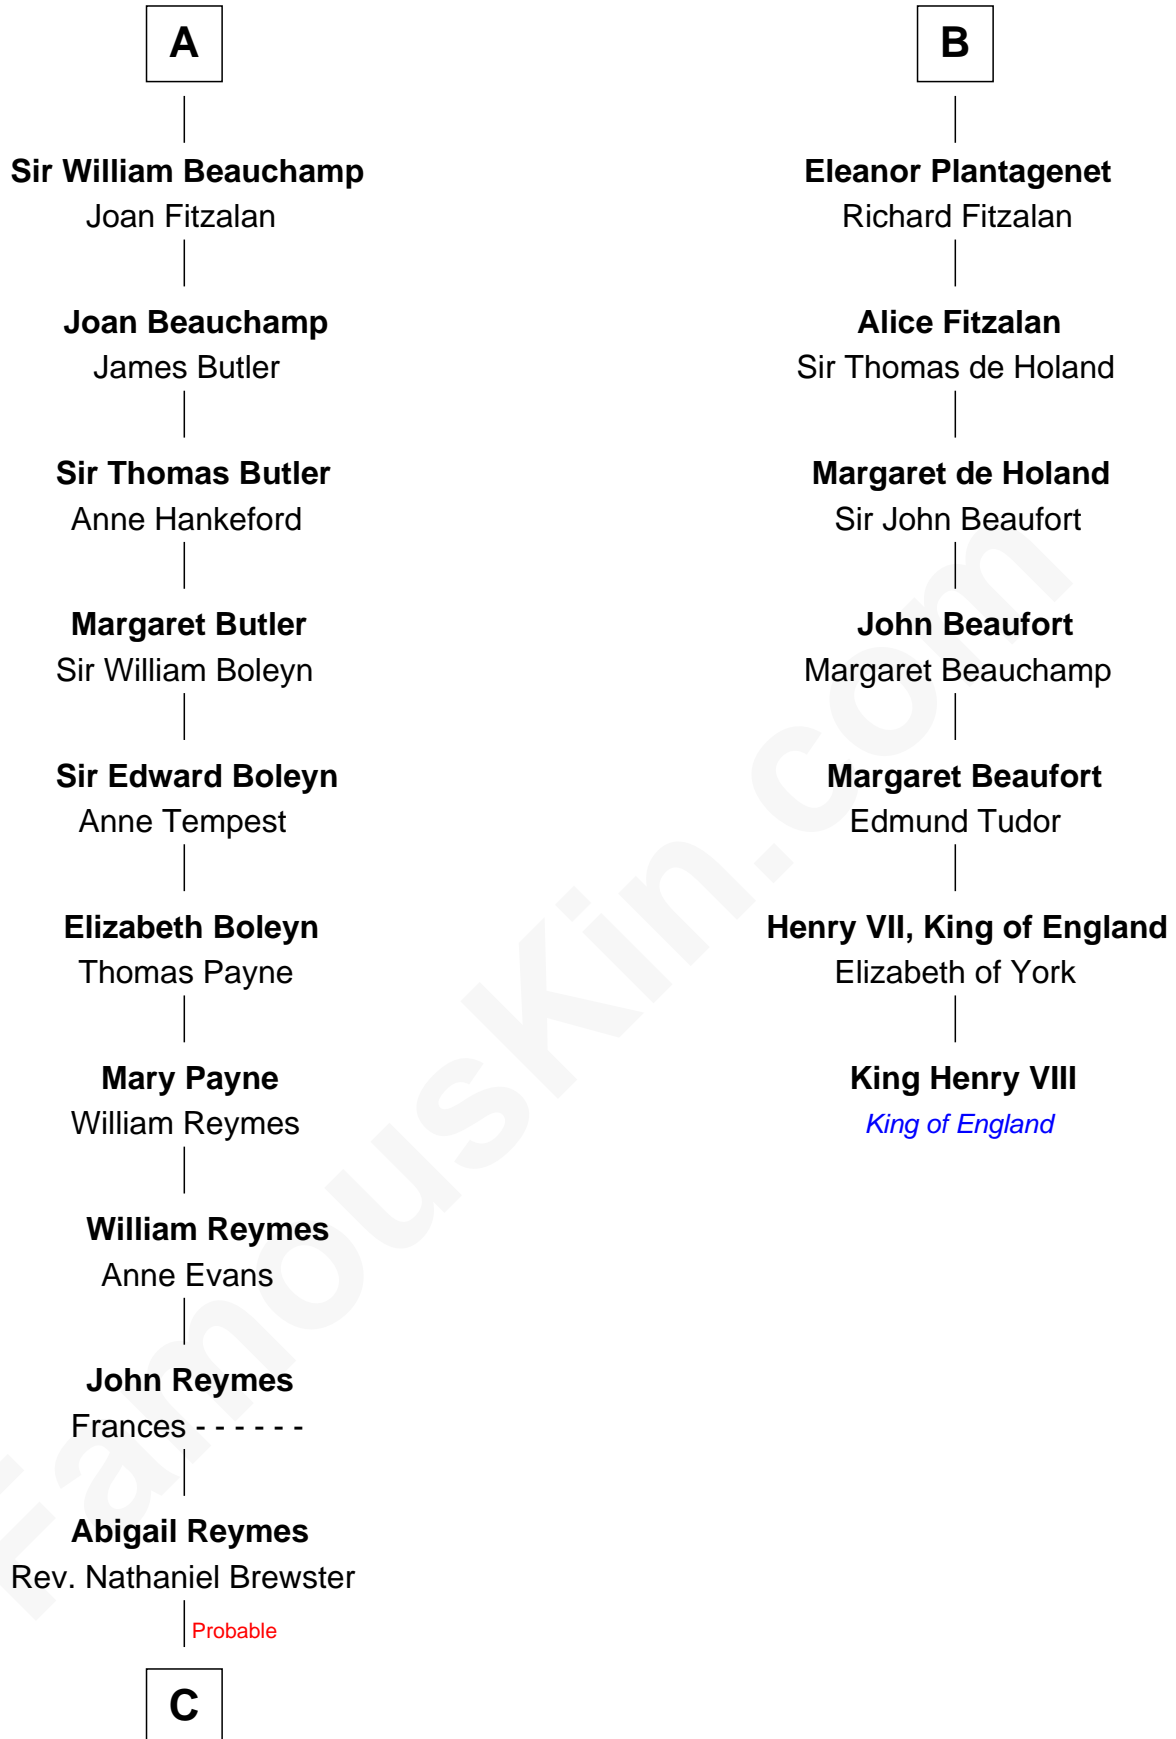 A
Sir William Beauchamp
Joan Fitzalan
Joan Beauchamp
James Butler
Sir Thomas Butler
Anne Hankeford
Margaret Butler
Sir William Boleyn
Sir Edward Boleyn
Anne Tempest
Elizabeth Boleyn
Thomas Payne
Mary Payne
William Reymes
William Reymes
Anne Evans
John Reymes
Frances - - - - - -
Abigail Reymes
Rev. Nathaniel Brewster
Probable
C
B
Eleanor Plantagenet
Richard Fitzalan
Alice Fitzalan
Sir Thomas de Holand
Margaret de Holand
Sir John Beaufort
John Beaufort
Margaret Beauchamp
Margaret Beaufort
Edmund Tudor
Henry VII, King of England
Elizabeth of York
King Henry VIII
King of England
FamousKin.com